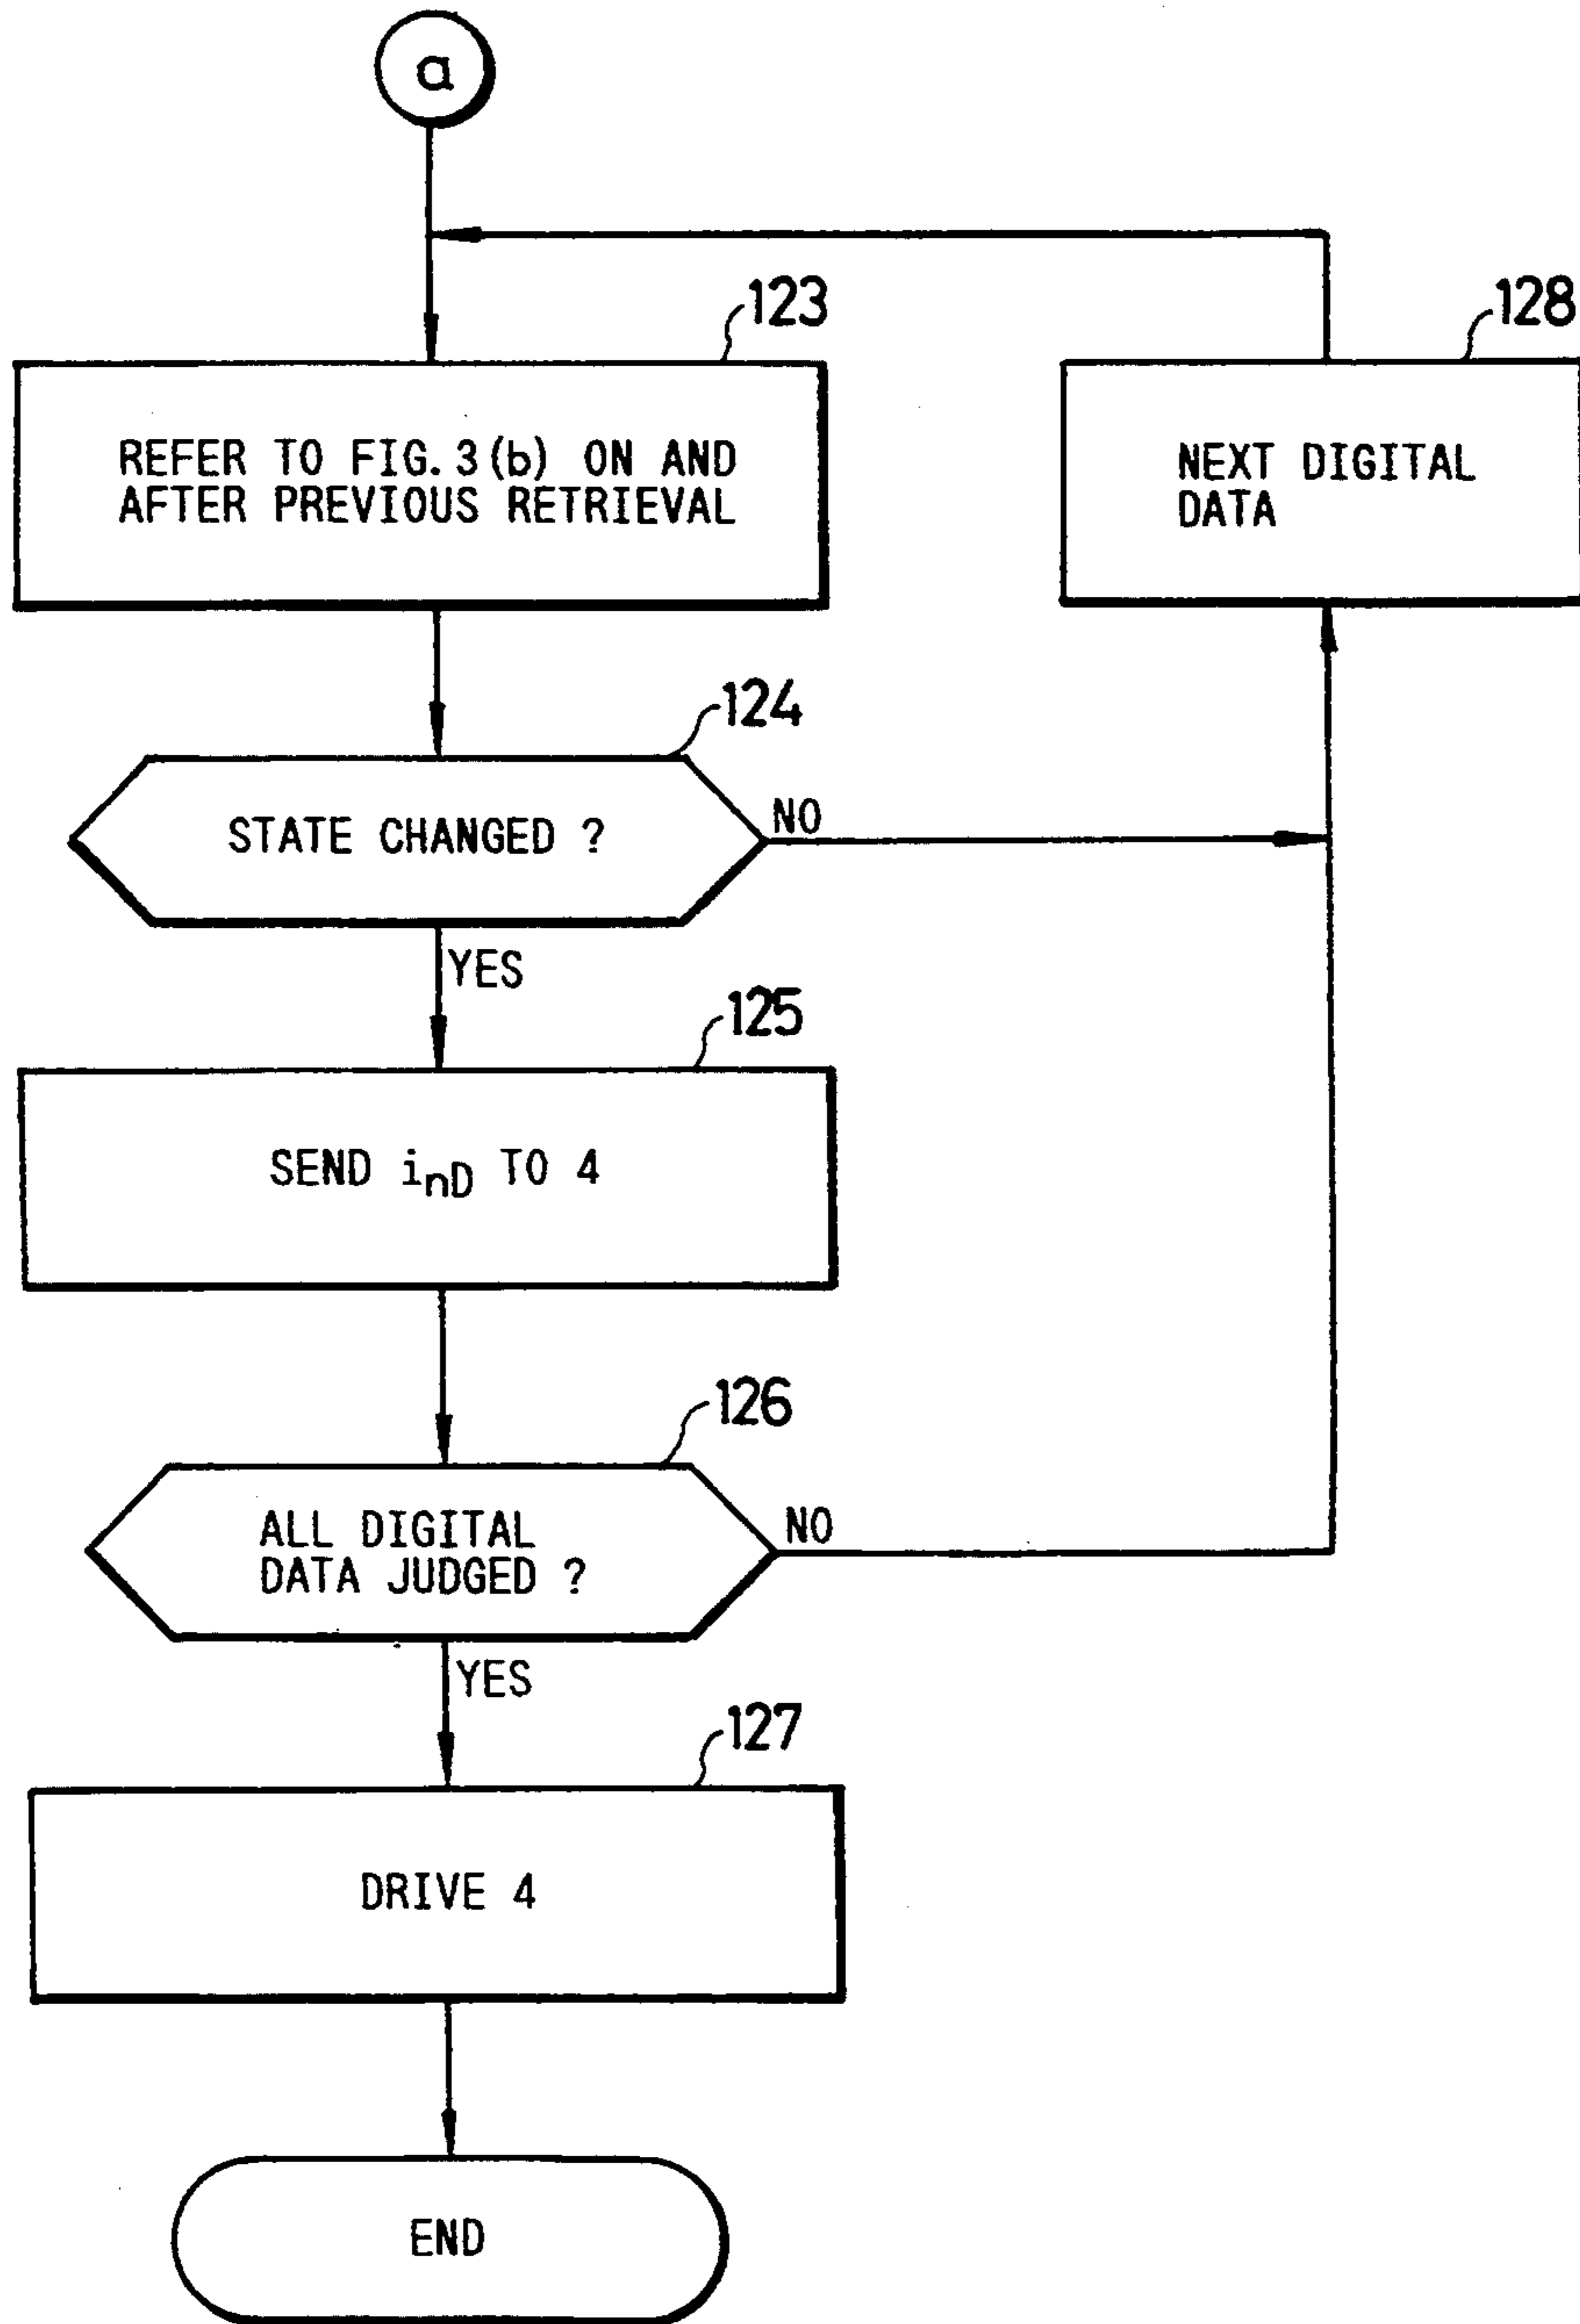 a
123
128
REFER TO FIG. 3(b) ON AND
AFTER PREVIOUS RETRIEVAL
NEXT DIGITAL
DATA
124
STATE CHANGED ?
NO
YES
125
SEND inD TO 4
126
ALL DIGITAL
DATA JUDGED ?
NO
YES
127
DRIVE 4
END